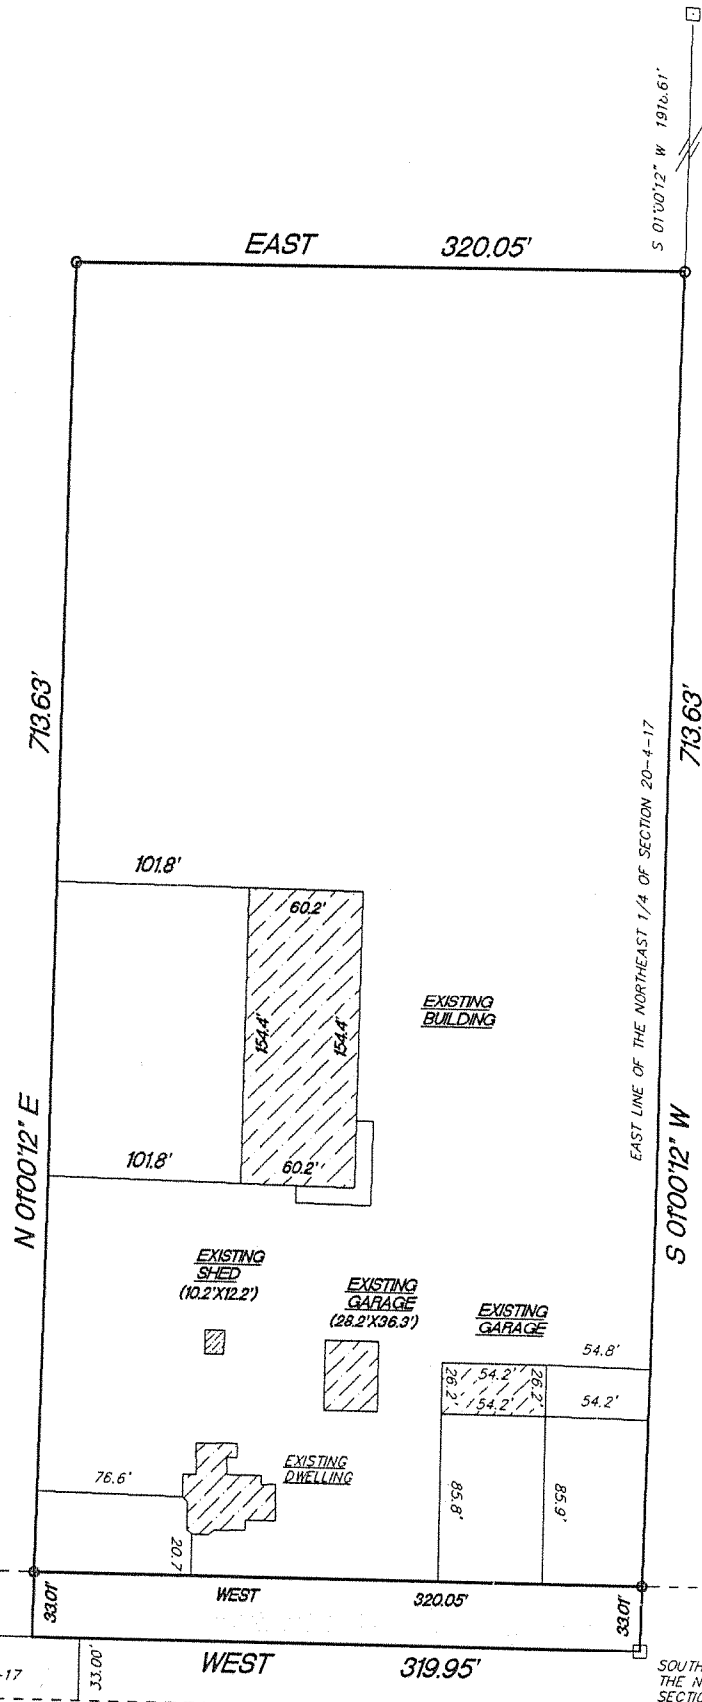 S 01°00'12" W 1916.61'
EAST 320.05'
713.63'
713.63'
EAST LINE OF THE NORTHEAST 1/4 OF SECTION 20-4-17
101.8'
60.2'
154.4'
154.4'
EXISTING
BUILDING
N 01°00'12" E
S 01°00'12" W
101.8'
60.2'
EXISTING
SHED
(10.2'X12.2')
EXISTING
GARAGE
(28.2'X36.3')
EXISTING
GARAGE
54.8'
26.2'
54.2'
26.2'
54.2'
54.2'
EXISTING
DWELLING
76.6'
85.8'
85.9'
20.7
33.01'
WEST 320.05'
33.01'
WEST 319.95'
33.00'
-17
SOUTH
THE N
SECTIO